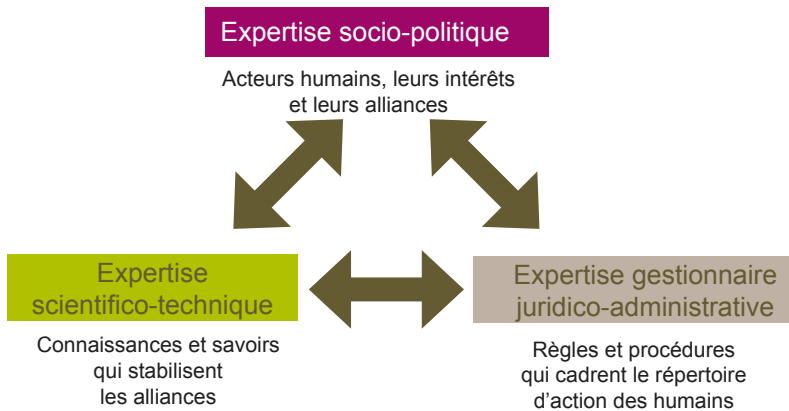 Expertise socio-politique
Acteurs humains, leurs intérêts
et leurs alliances
Expertise
scientifico-technique
Connaissances et savoirs
qui stabilisent
les alliances
Expertise gestionnaire
juridico-administrative
Règles et procédures
qui cadrent le répertoire
d'action des humains